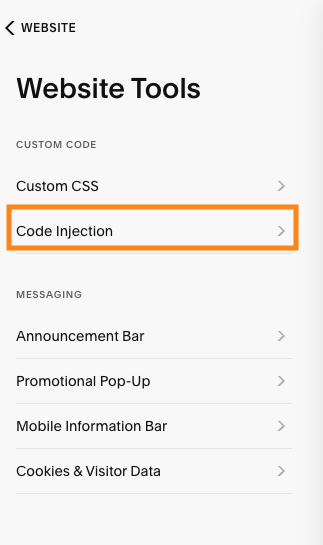 WEBSITE
Website Tools
CUSTOM CODE
Custom CSS
Code Injection
MESSAGING
Announcement Bar
Promotional Pop-Up
Mobile Information Bar
Cookies & Visitor Data